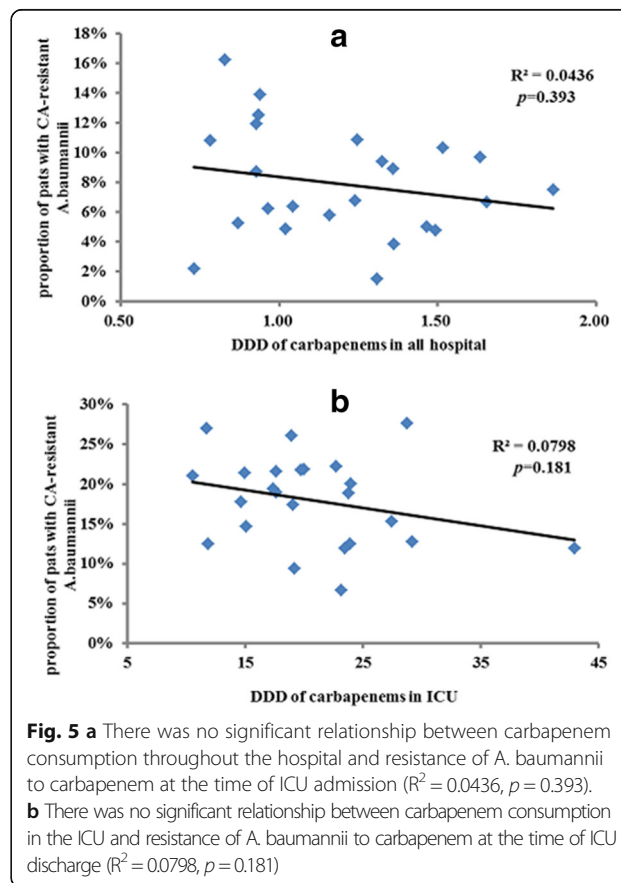 a
R² = 0.0436
p=0.393
proportion of pats with CA-resistant
A.baumannii
18%
16%
14%
12%
10%
8%
6%
4%
2%
0%
0.50 1.00 1.50 2.00
DDD of carbapenems in all hospital
b
R² = 0.0798
p=0.181
proportion of pats with CA-resistant
A.baumannii
30%
25%
20%
15%
10%
5%
0%
5 15 25 35 45
DDD of carbapenems in ICU
Fig. 5 a There was no significant relationship between carbapenem
consumption throughout the hospital and resistance of A. baumannii
to carbapenem at the time of ICU admission (R² = 0.0436, p = 0.393).
b There was no significant relationship between carbapenem consumption
in the ICU and resistance of A. baumannii to carbapenem at the time of ICU
discharge (R² = 0.0798, p = 0.181)